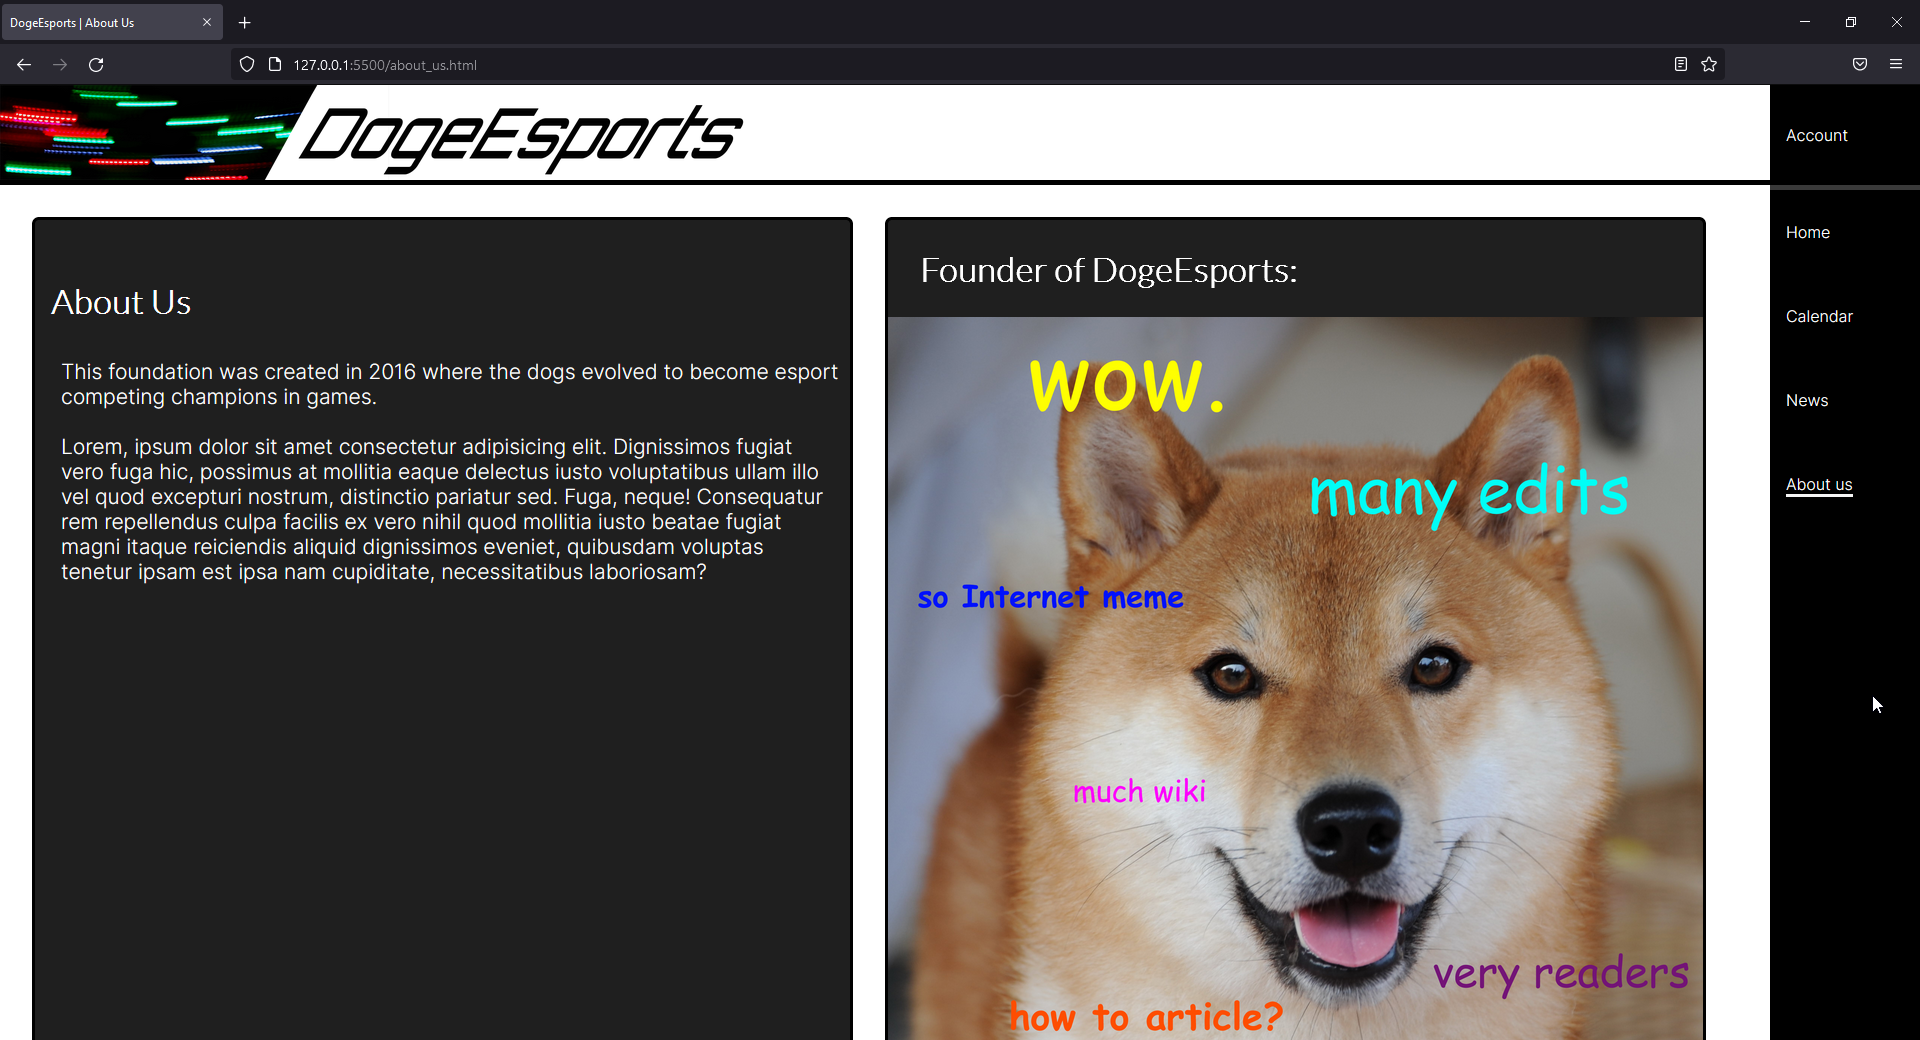 DogeEsports | About Us
127.0.0.1:5500/about_us.html
DogeEsports
Account
Home
Calendar
News
About us
About Us
This foundation was created in 2016 where the dogs evolved to become esport
competing champions in games.
Lorem, ipsum dolor sit amet consectetur adipisicing elit. Dignissimos fugiat
vero fuga hic, possimus at mollitia eaque delectus iusto voluptatibus ullam illo
vel quod excepturi nostrum, distinctio pariatur sed. Fuga, neque! Consequatur
rem repellendus culpa facilis ex vero nihil quod mollitia iusto beatae fugiat
magni itaque reiciendis aliquid dignissimos eveniet, quibusdam voluptas
tenetur ipsam est ipsa nam cupiditate, necessitatibus laboriosam?
Founder of DogeEsports:
wow.
many edits
so Internet meme
much wiki
very readers
how to article?